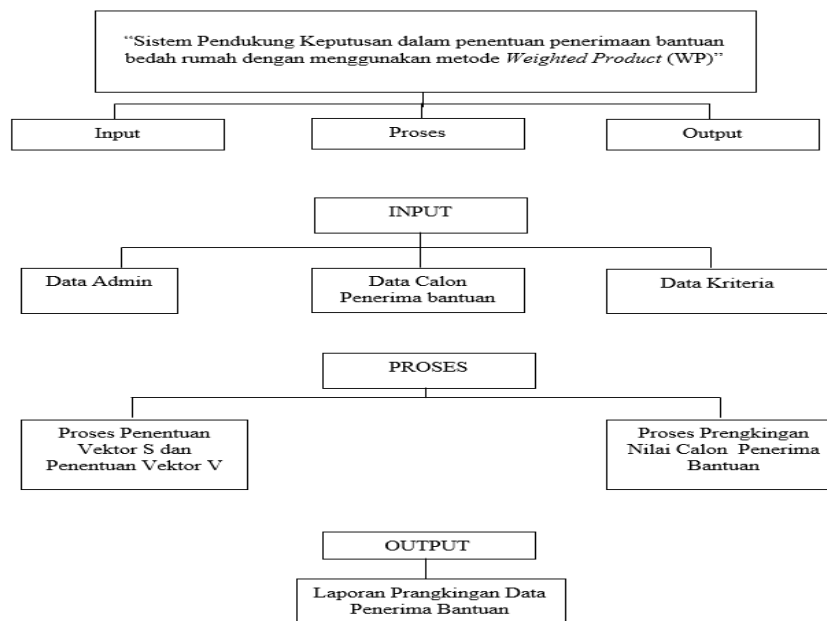 “Sistem Pendukung Keputusan dalam penentuan penerimaan bantuan
bedah rumah dengan menggunakan metode Weighted Product (WP)”
Input
Proses
Output
INPUT
Data Admin
Data Calon
Penerima bantuan
Data Kriteria
PROSES
Proses Penentuan
Vektor S dan
Penentuan Vektor V
Proses Prengkingan
Nilai Calon Penerima
Bantuan
OUTPUT
Laporan Prangkingan Data
Penerima Bantuan